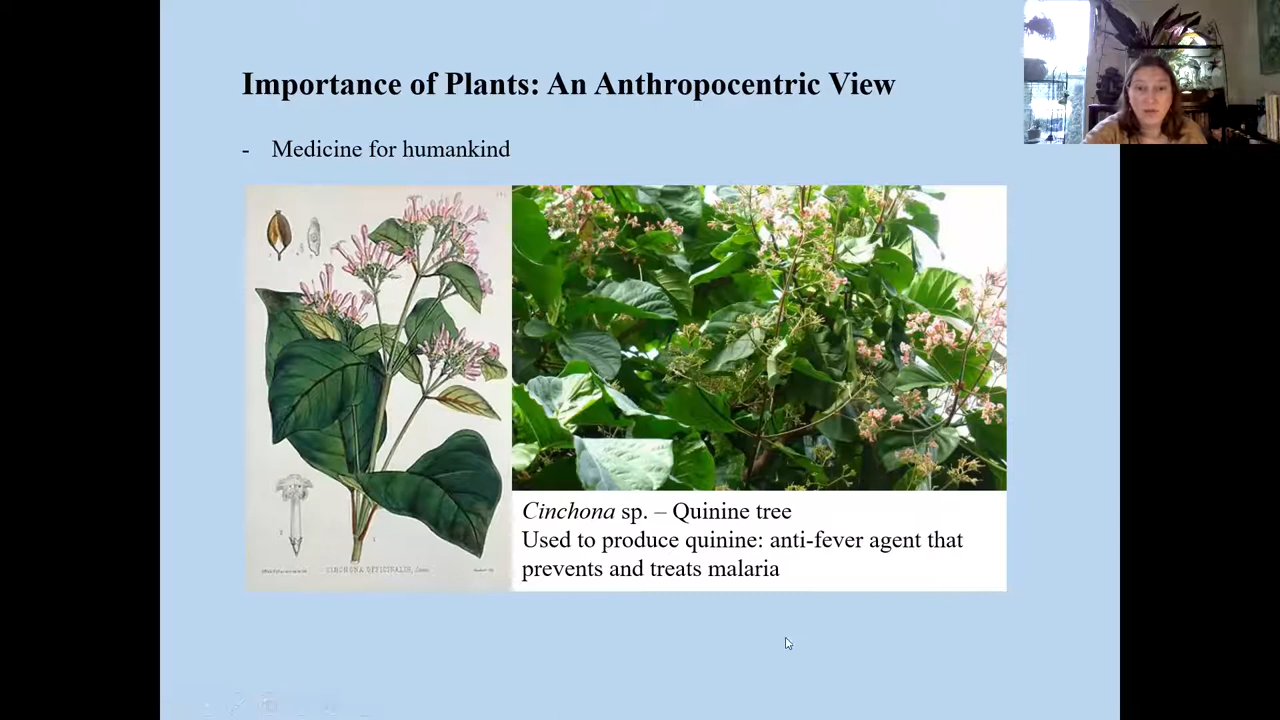 Importance of Plants: An Anthropocentric View
- Medicine for humankind
CINCHONA OFFICINALIS, Linn.
Cinchona sp. – Quinine tree
Used to produce quinine: anti-fever agent that
prevents and treats malaria